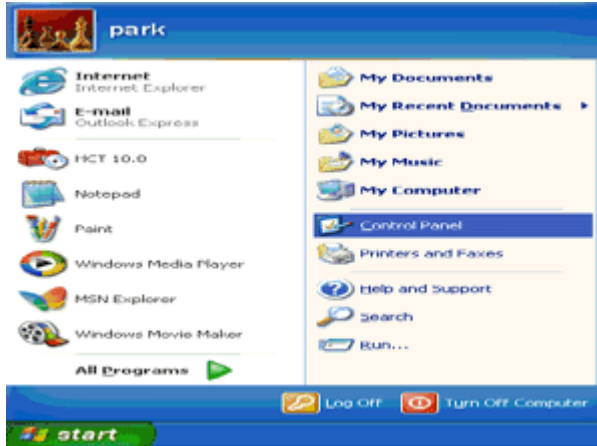 park
Internet
Internet Explorer
E-mail
Outlook Express
HCT 10.0
Notepad
Paint
Windows Media Player
MSN Explorer
Windows Movie Maker
All Programs
My Documents
My Recent Documents
My Pictures
My Music
My Computer
Control Panel
Printers and Faxes
Help and Support
Search
Run...
Log Off
Turn Off Computer
start